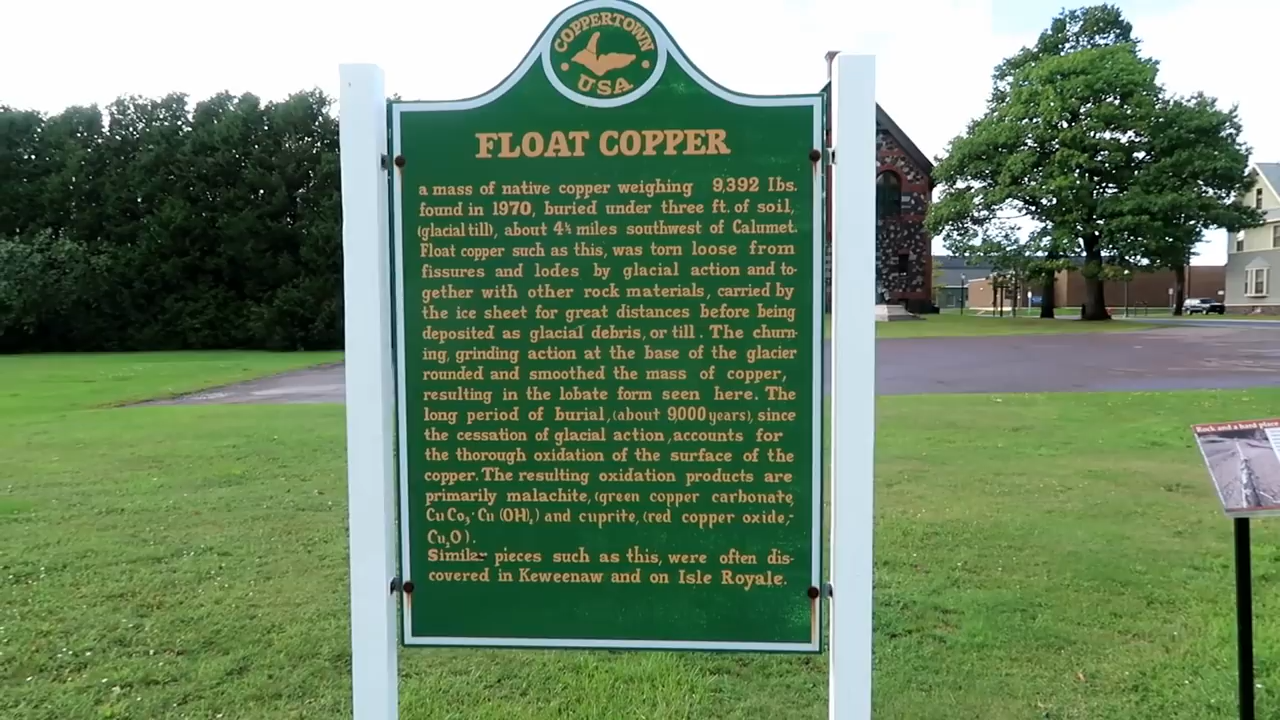 COPPERTOWN
USA
FLOAT COPPER
a mass of native copper weighing 9,392 lbs.
found in 1970, buried under three ft. of soil,
(glacial till), about 4½ miles southwest of Calumet.
Float copper such as this, was torn loose from
fissures and lodes by glacial action and to-
gether with other rock materials, carried by
the ice sheet for great distances before being
deposited as glacial debris, or till. The churn-
ing, grinding action at the base of the glacier
rounded and smoothed the mass of copper,
resulting in the lobate form seen here. The
long period of burial, (about 9000 years), since
the cessation of glacial action, accounts for
the thorough oxidation of the surface of the
copper. The resulting oxidation products are
primarily malachite, (green copper carbonate,
CuCo₃·Cu (OH)₂) and cuprite, (red copper oxide,-
Cu₂O).
Similar pieces such as this, were often dis-
covered in Keweenaw and on Isle Royale.
Rock and a hard place